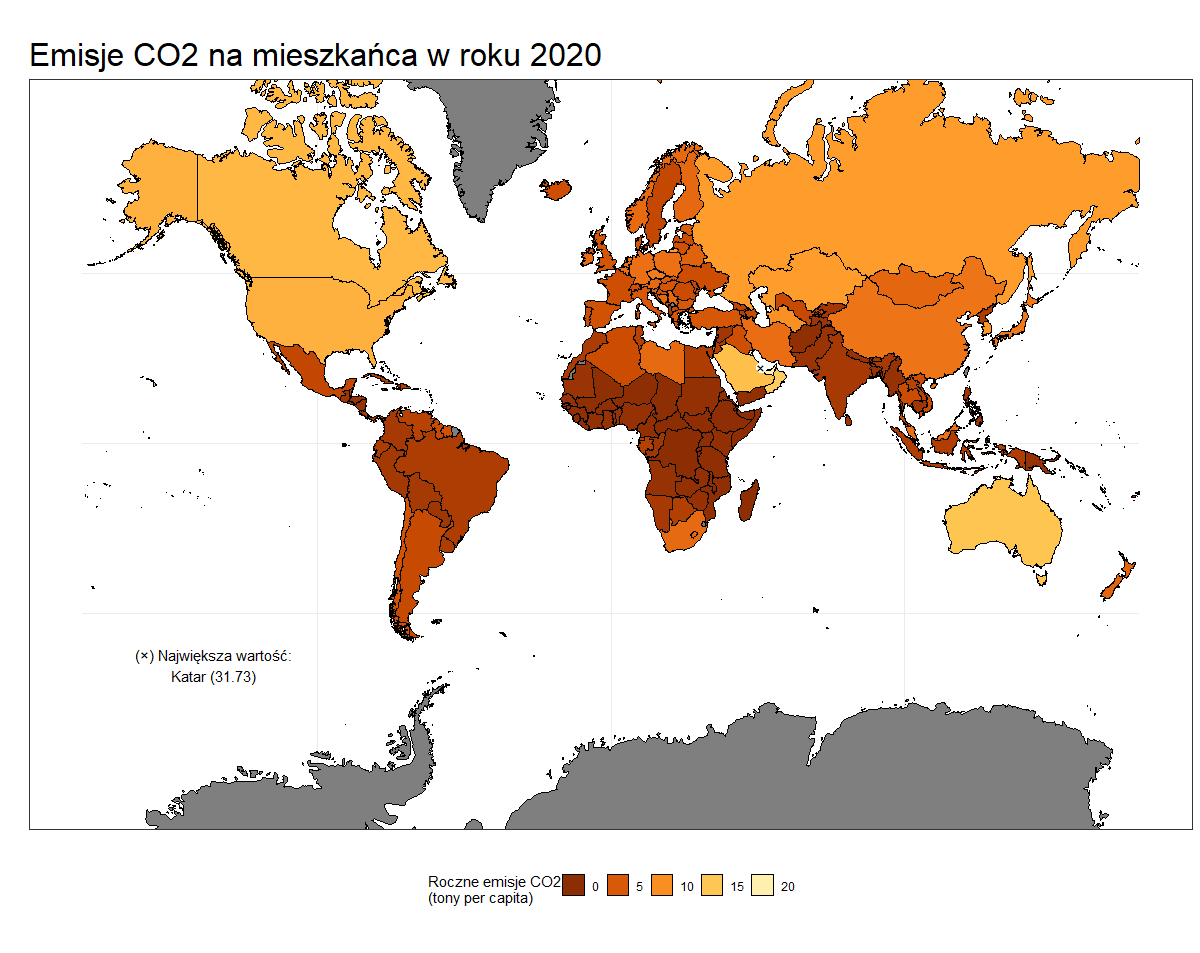 Emisje CO2 na mieszkańca w roku 2020
(×) Największa wartość:
Katar (31.73)
Roczne emisje CO2
(tony per capita)
0 5 10 15 20